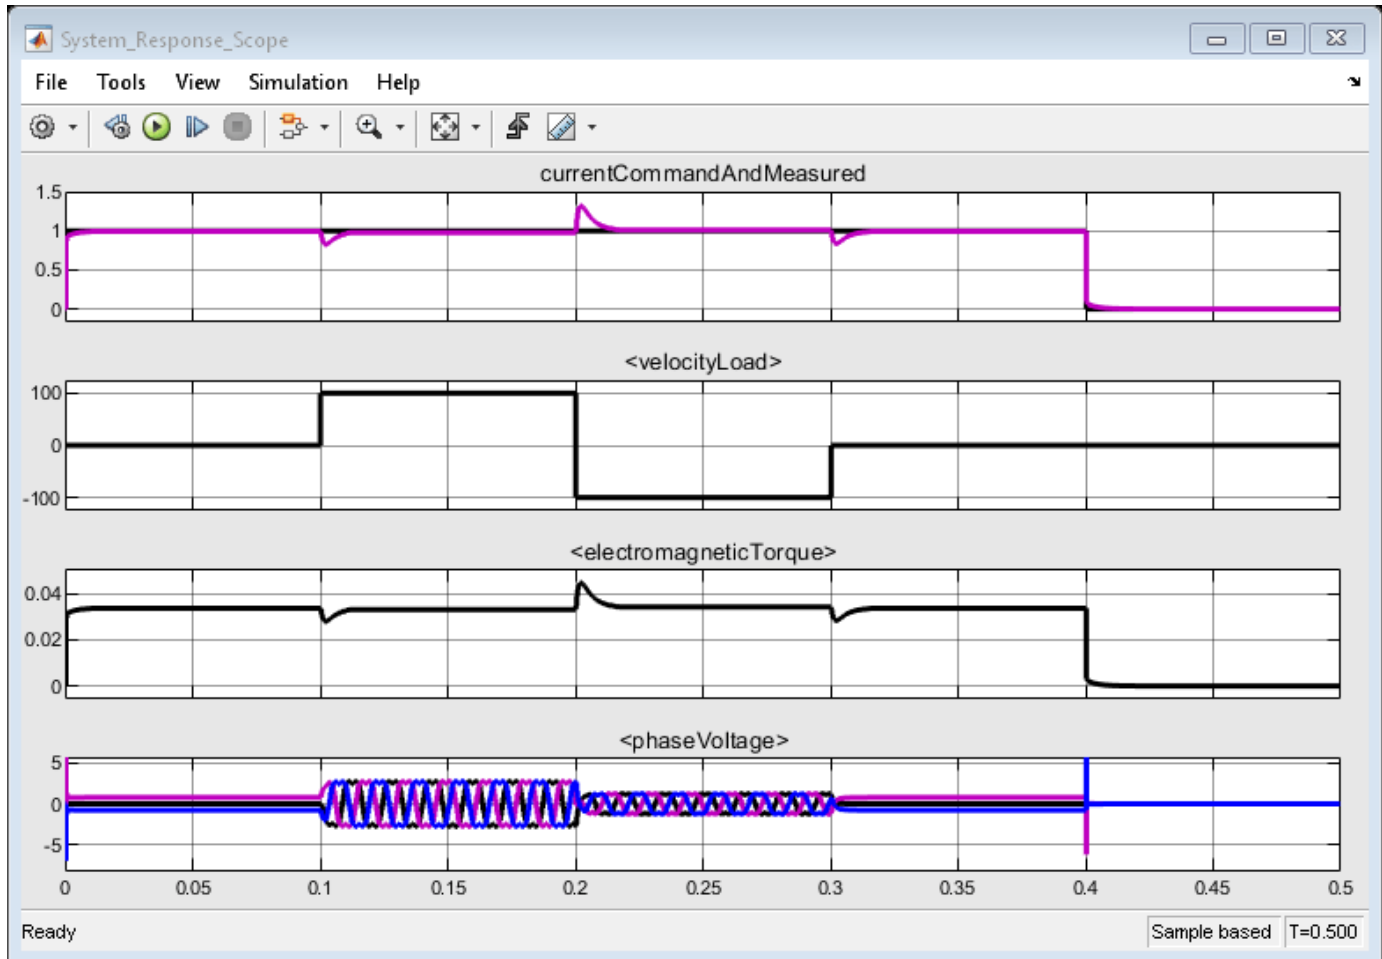 System_Response_Scope
File Tools View Simulation Help
currentCommandAndMeasured
1.5
1
0.5
0
<velocityLoad>
100
0
-100
<electromagneticTorque>
0.04
0.02
0
<phaseVoltage>
5
0
-5
0 0.05 0.1 0.15 0.2 0.25 0.3 0.35 0.4 0.45 0.5
Ready Sample based T=0.500